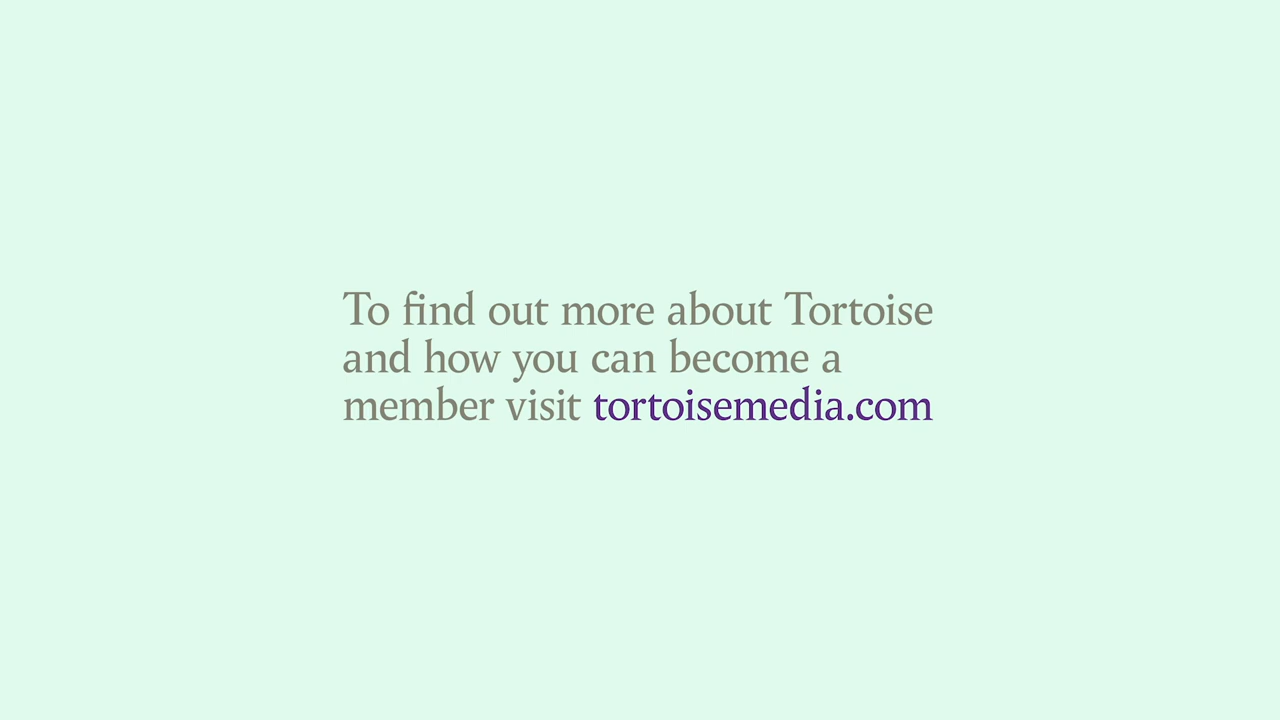 To find out more about Tortoise
and how you can become a
member visit tortoisemedia.com